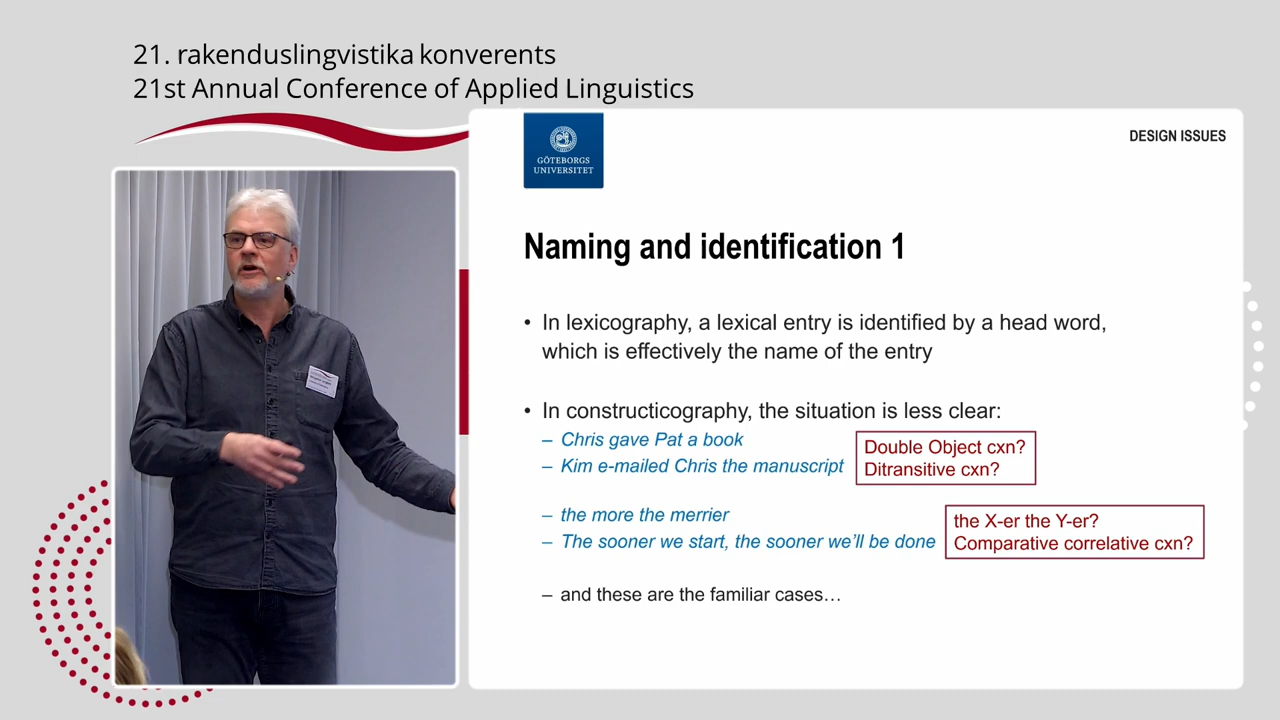 21. rakenduslingvistika konverents
21st Annual Conference of Applied Linguistics
GÖTEBORGS
UNIVERSITET
DESIGN ISSUES
Naming and identification 1
• In lexicography, a lexical entry is identified by a head word,
which is effectively the name of the entry
• In constructicography, the situation is less clear:
– Chris gave Pat a book
– Kim e-mailed Chris the manuscript
Double Object cxn?
Ditransitive cxn?
– the more the merrier
– The sooner we start, the sooner we’ll be done
the X-er the Y-er?
Comparative correlative cxn?
– and these are the familiar cases…